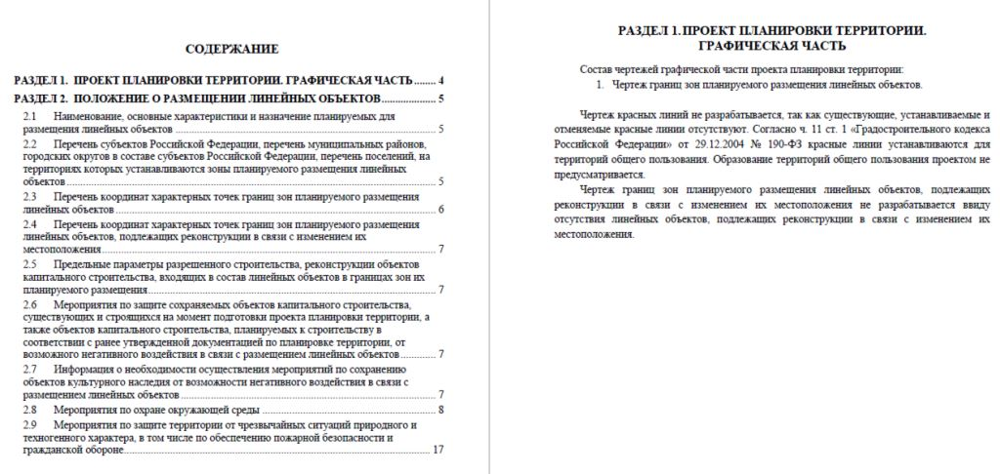 СОДЕРЖАНИЕ
РАЗДЕЛ 1. ПРОЕКТ ПЛАНИРОВКИ ТЕРРИТОРИИ. ГРАФИЧЕСКАЯ ЧАСТЬ ........ 4
РАЗДЕЛ 2. ПОЛОЖЕНИЕ О РАЗМЕЩЕНИИ ЛИНЕЙНЫХ ОБЪЕКТОВ ................... 5
2.1 Наименование, основные характеристики и назначение планируемых для
размещения линейных объектов ........ 5
2.2 Перечень субъектов Российской Федерации, перечень муниципальных районов,
городских округов в составе субъектов Российской Федерации, перечень поселений, на
территориях которых устанавливаются зоны планируемого размещения линейных
объектов ........ 5
2.3 Перечень координат характерных точек границ зон планируемого размещения
линейных объектов ........ 6
2.4 Перечень координат характерных точек границ зон планируемого размещения
линейных объектов, подлежащих реконструкции в связи с изменением их
местоположения ........ 7
2.5 Предельные параметры разрешенного строительства, реконструкции объектов
капитального строительства, входящих в состав линейных объектов в границах зон их
планируемого размещения ........ 7
2.6 Мероприятия по защите сохраняемых объектов капитального строительства,
существующих и строящихся на момент подготовки проекта планировки территории, а
также объектов капитального строительства, планируемых к строительству в
соответствии с ранее утвержденной документацией по планировке территории, от
возможного негативного воздействия в связи с размещением линейных объектов ........ 7
2.7 Информация о необходимости осуществления мероприятий по сохранению
объектов культурного наследия от возможности негативного воздействия в связи с
размещением линейных объектов ........ 7
2.8 Мероприятия по охране окружающей среды ........ 8
2.9 Мероприятия по защите территории от чрезвычайных ситуаций природного и
техногенного характера, в том числе по обеспечению пожарной безопасности и
гражданской обороне ........ 17
РАЗДЕЛ 1. ПРОЕКТ ПЛАНИРОВКИ ТЕРРИТОРИИ.
ГРАФИЧЕСКАЯ ЧАСТЬ
Состав чертежей графической части проекта планировки территории:
1. Чертеж границ зон планируемого размещения линейных объектов.
Чертеж красных линий не разрабатывается, так как существующие, устанавливаемые и
отменяемые красные линии отсутствуют. Согласно ч. 11 ст. 1 «Градостроительного кодекса
Российской Федерации» от 29.12.2004 № 190-ФЗ красные линии устанавливаются для
территорий общего пользования. Образование территорий общего пользования проектом не
предусматривается.
Чертеж границ зон планируемого размещения линейных объектов, подлежащих
реконструкции в связи с изменением их местоположения не разрабатывается ввиду
отсутствия линейных объектов, подлежащих реконструкции в связи с изменением их
местоположения.